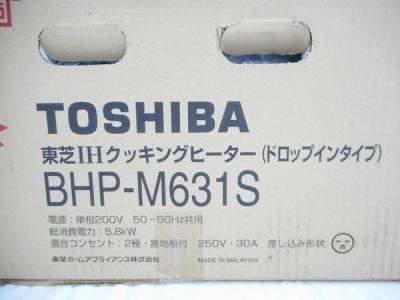 TOSHIBA
東芝IHクッキングヒーター(ドロップインタイプ)
BHP-M631S
電源：単相200V 50－60Hz共用
総消費電力：5.8kW
適合コンセント：2極・接地極付 250V・30A 差し込み形状
東芝ホームアプライアンス株式会社 MADE IN MALAYSIA